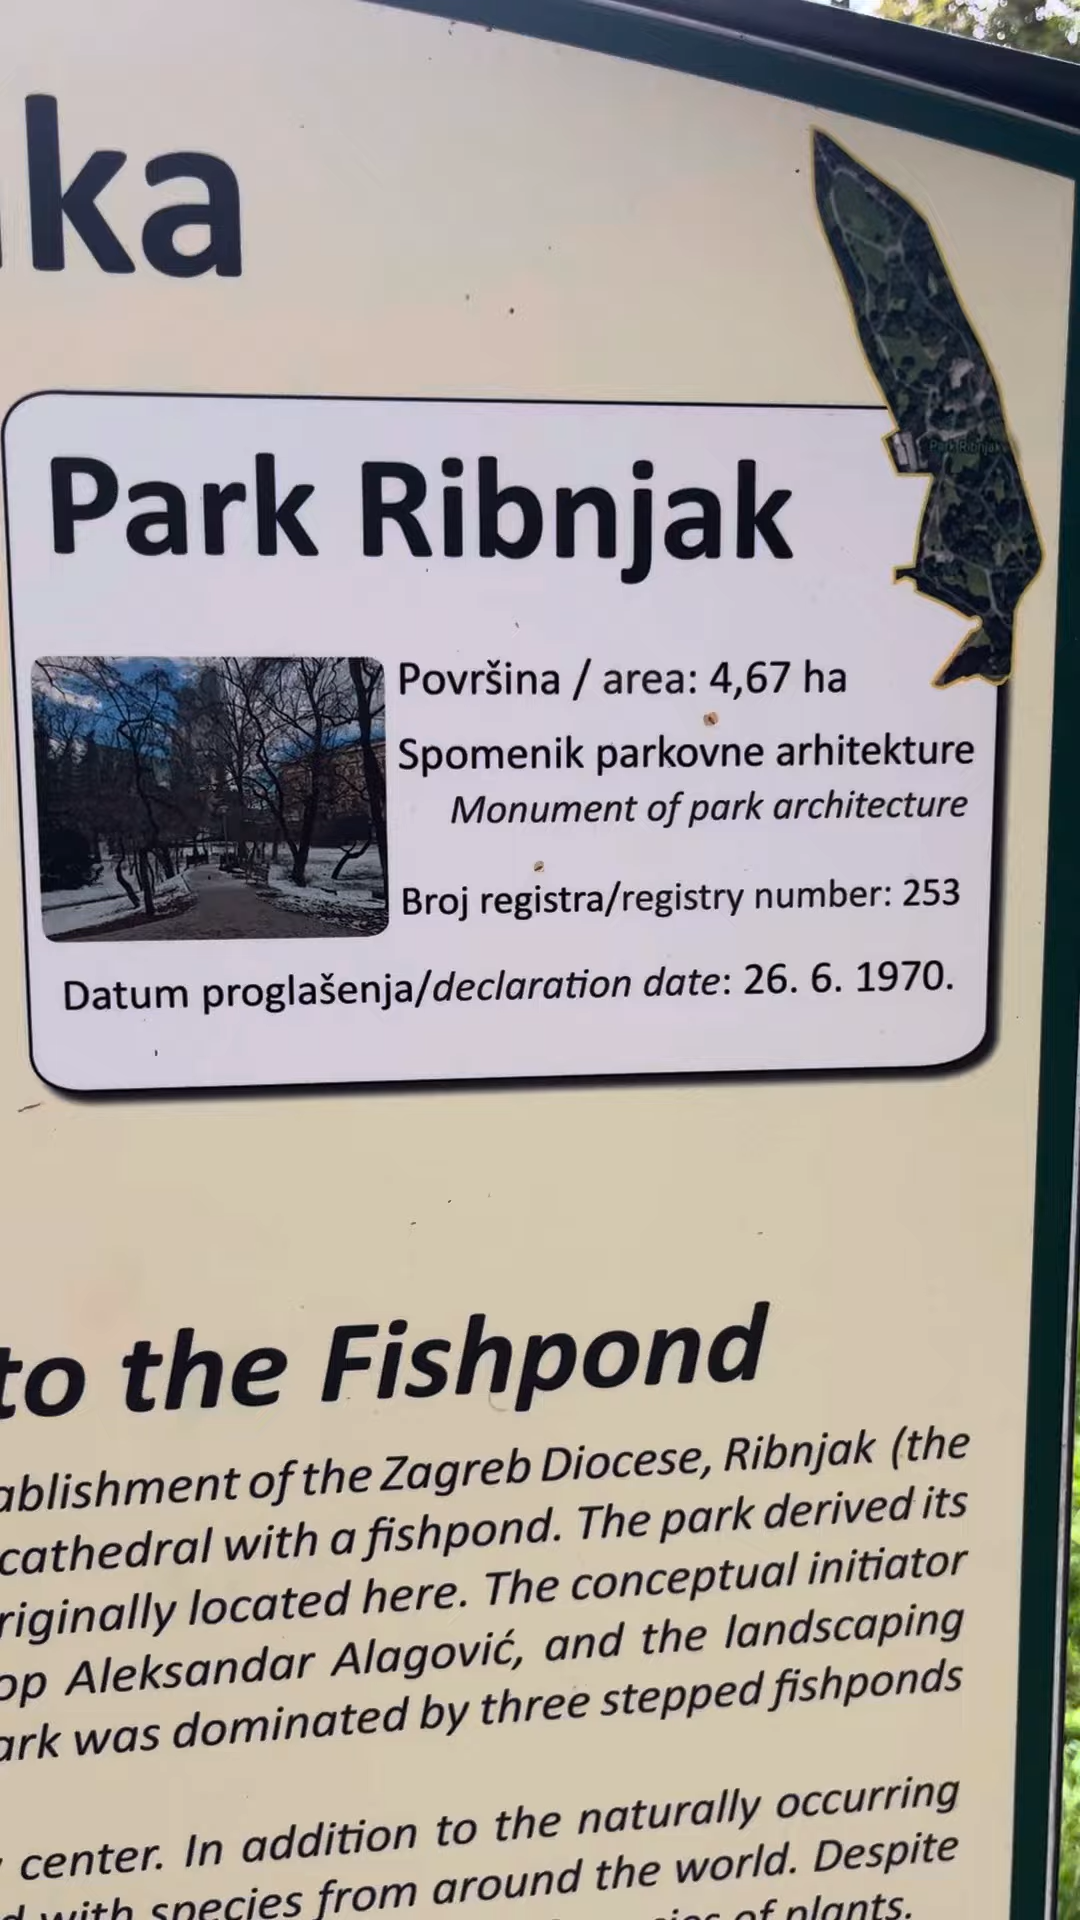 ka
Park Ribnjak
Park Ribnjak
Površina / area: 4,67 ha
Spomenik parkovne arhitekture
Monument of park architecture
Broj registra/registry number: 253
Datum proglašenja/declaration date: 26. 6. 1970.
to the Fishpond
ablishment of the Zagreb Diocese, Ribnjak (the
cathedral with a fishpond. The park derived its
riginally located here. The conceptual initiator
op Aleksandar Alagović, and the landscaping
ark was dominated by three stepped fishponds
center. In addition to the naturally occurring
with species from around the world. Despite
of plants.